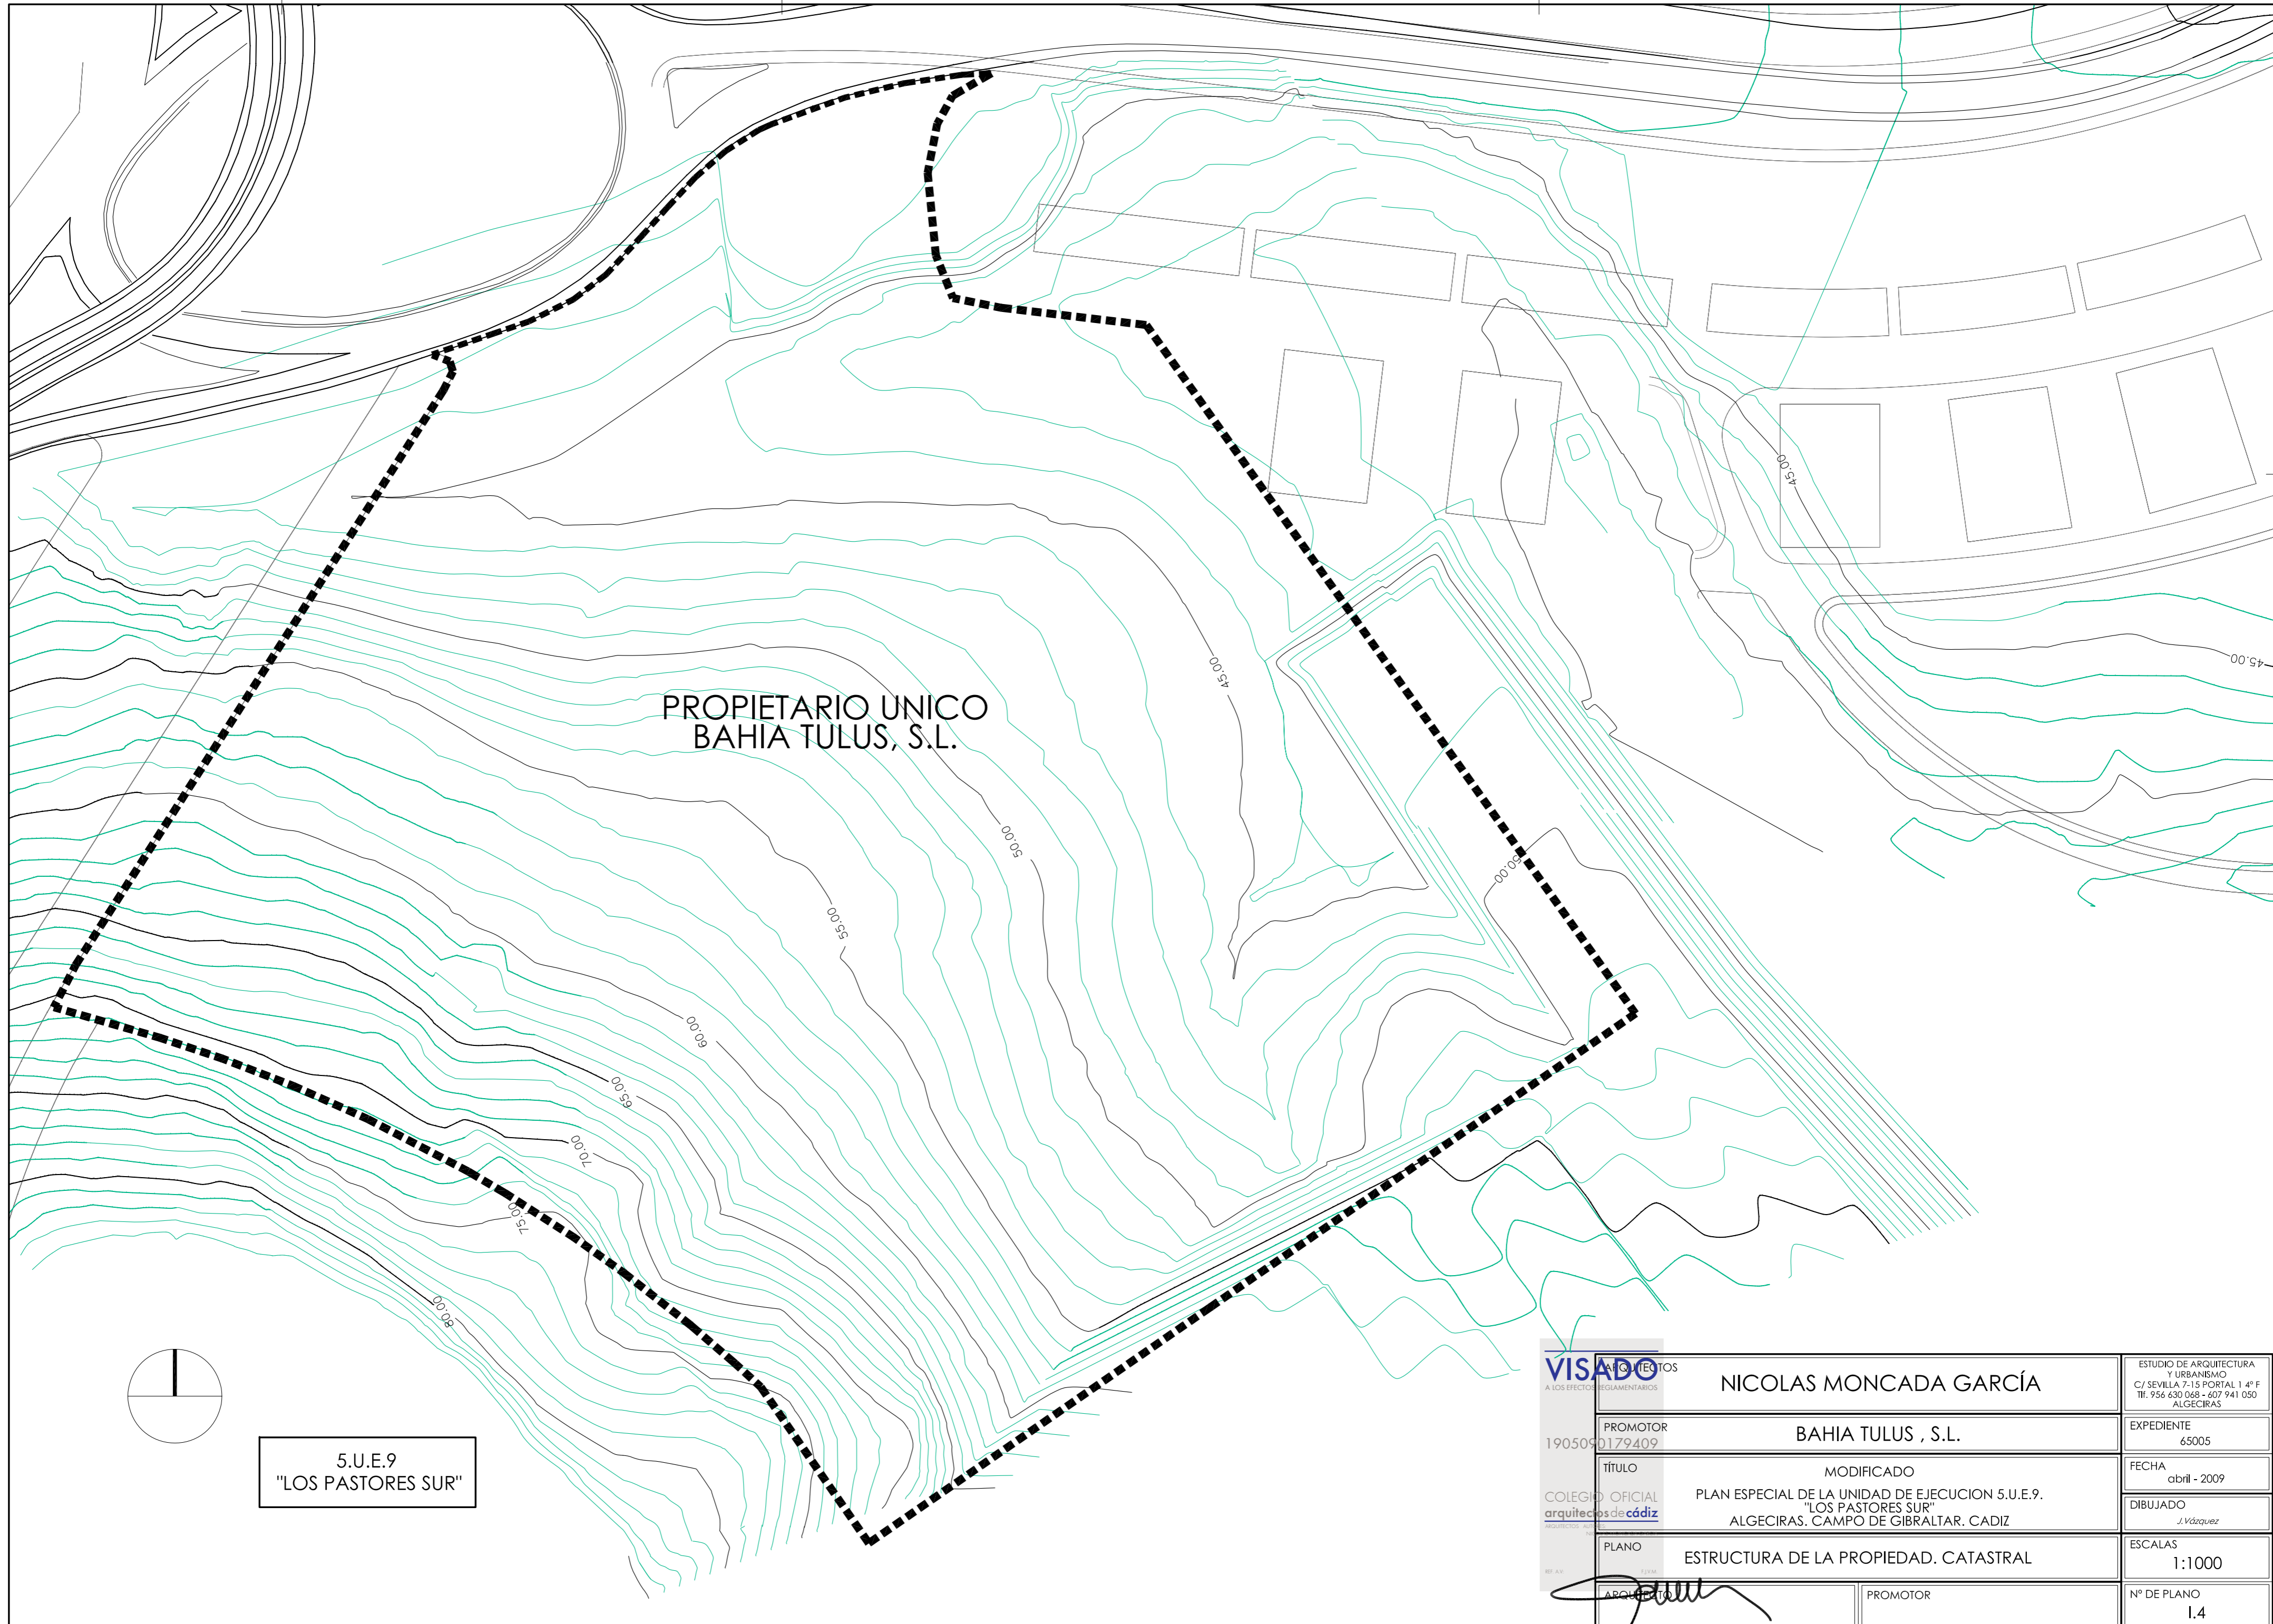 45.00
45.00
45.00
PROPIETARIO UNICO
BAHIA TULUS, S.L.
50.00
50.00
55.00
60.00
65.00
70.00
75.00
80.00
5.U.E.9
"LOS PASTORES SUR"
VISADO
A LOS EFECTOS REGLAMENTARIOS
1905090179409
COLEGIO OFICIAL
arquitectos de cádiz
ARQUITECTOS
NICOLAS MONCADA GARCÍA
ESTUDIO DE ARQUITECTURA
Y URBANISMO
C/ SEVILLA 7-15 PORTAL 1 4º F
Tlf. 956 630 068 - 607 941 050
ALGECIRAS
PROMOTOR
BAHIA TULUS , S.L.
EXPEDIENTE
65005
TÍTULO
MODIFICADO
PLAN ESPECIAL DE LA UNIDAD DE EJECUCION 5.U.E.9.
"LOS PASTORES SUR"
ALGECIRAS. CAMPO DE GIBRALTAR. CADIZ
FECHA
abril - 2009
DIBUJADO
J.Vázquez
PLANO
ESTRUCTURA DE LA PROPIEDAD. CATASTRAL
ESCALAS
1:1000
ARQUITECTO
PROMOTOR
Nº DE PLANO
I.4